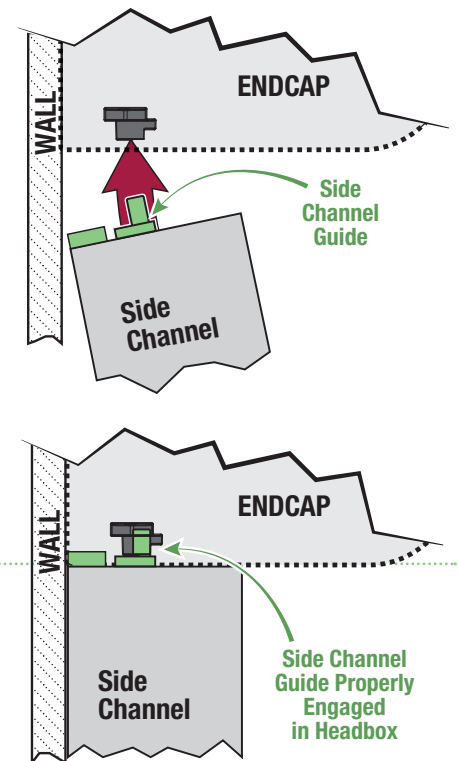 ENDCAP
WALL
Side
Channel
Guide
Side
Channel
ENDCAP
WALL
Side
Channel
Side Channel
Guide Properly
Engaged
in Headbox